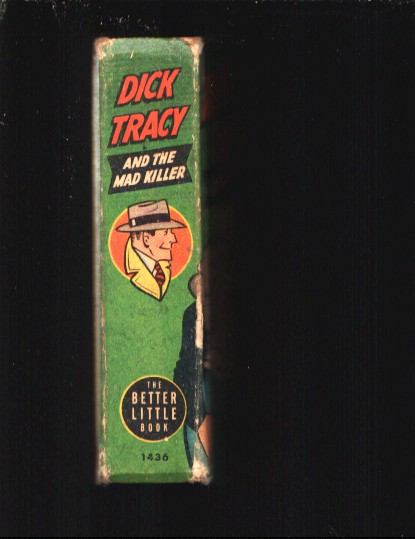 DICK
TRACY
AND THE
MAD KILLER
THE
BETTER
LITTLE
BOOK
1436